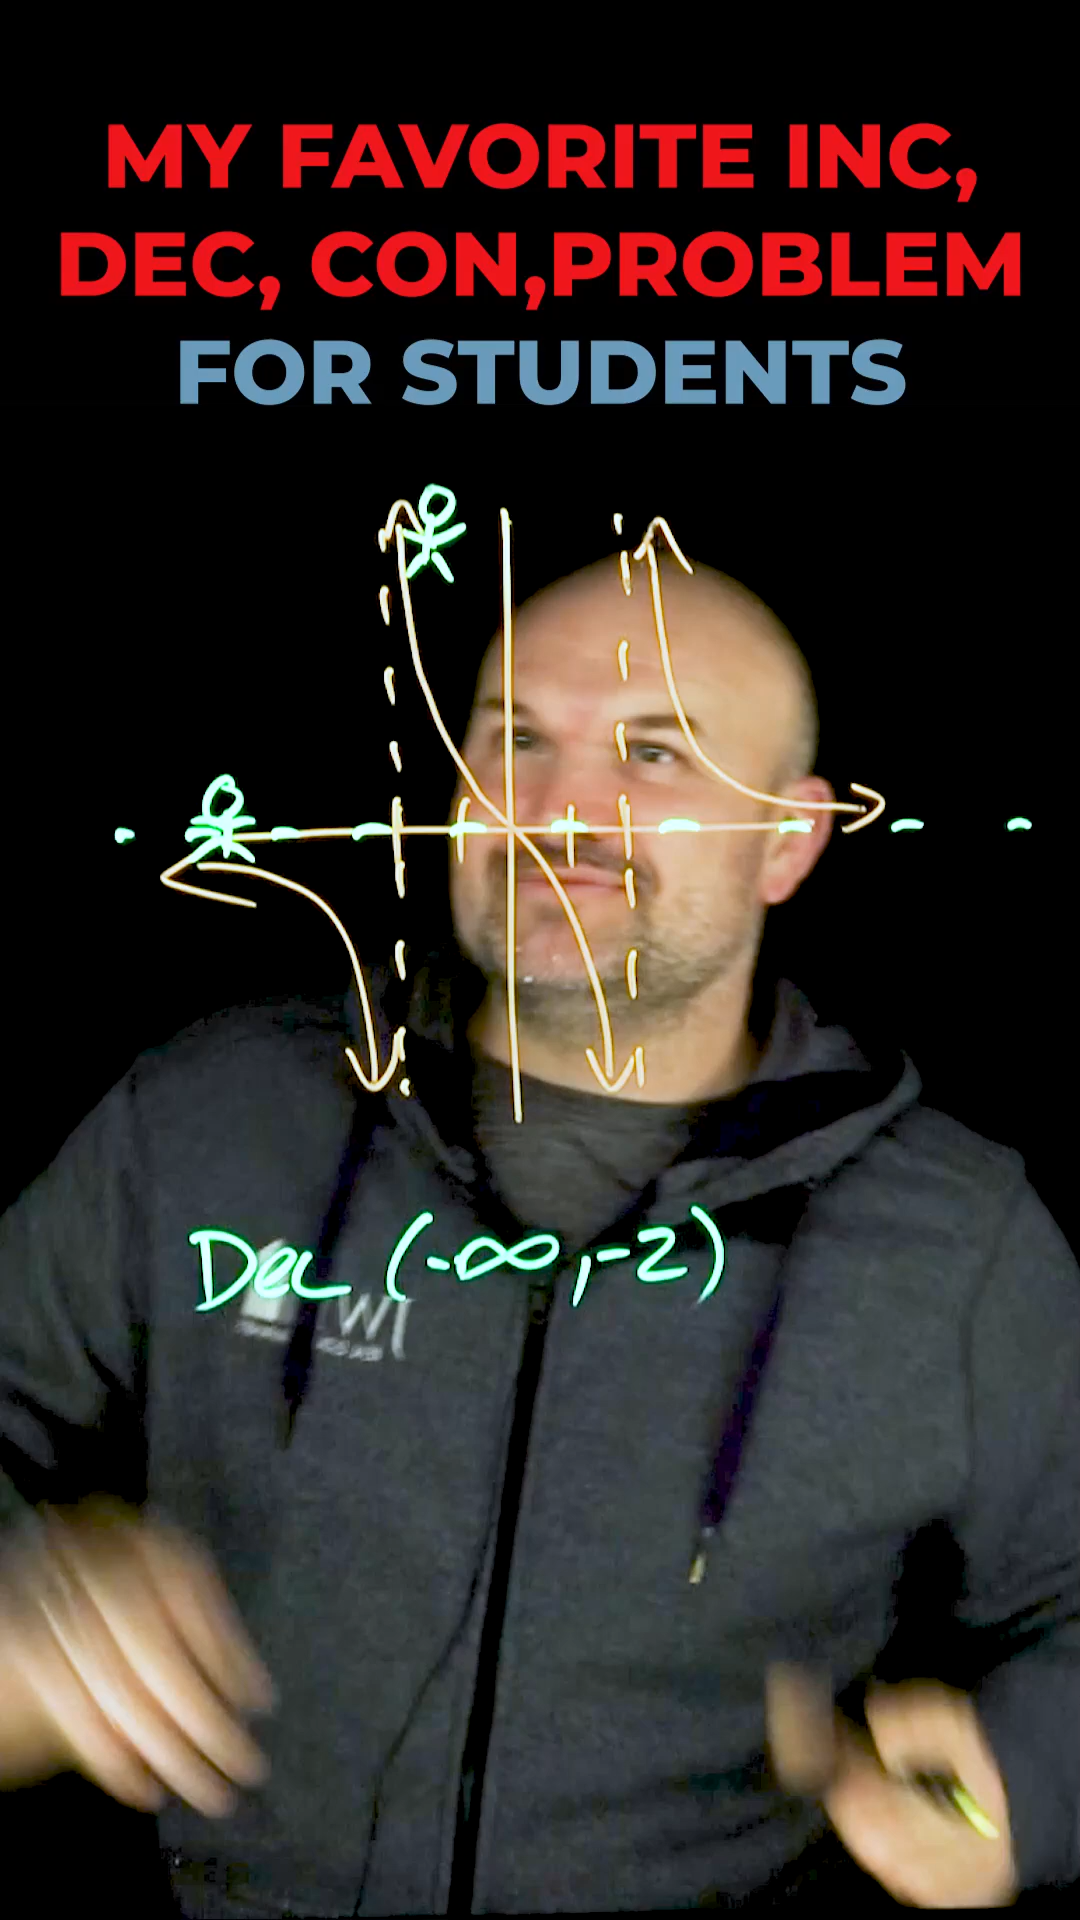 MY FAVORITE INC,
DEC, CON,PROBLEM
FOR STUDENTS
Dec (-∞,-2)